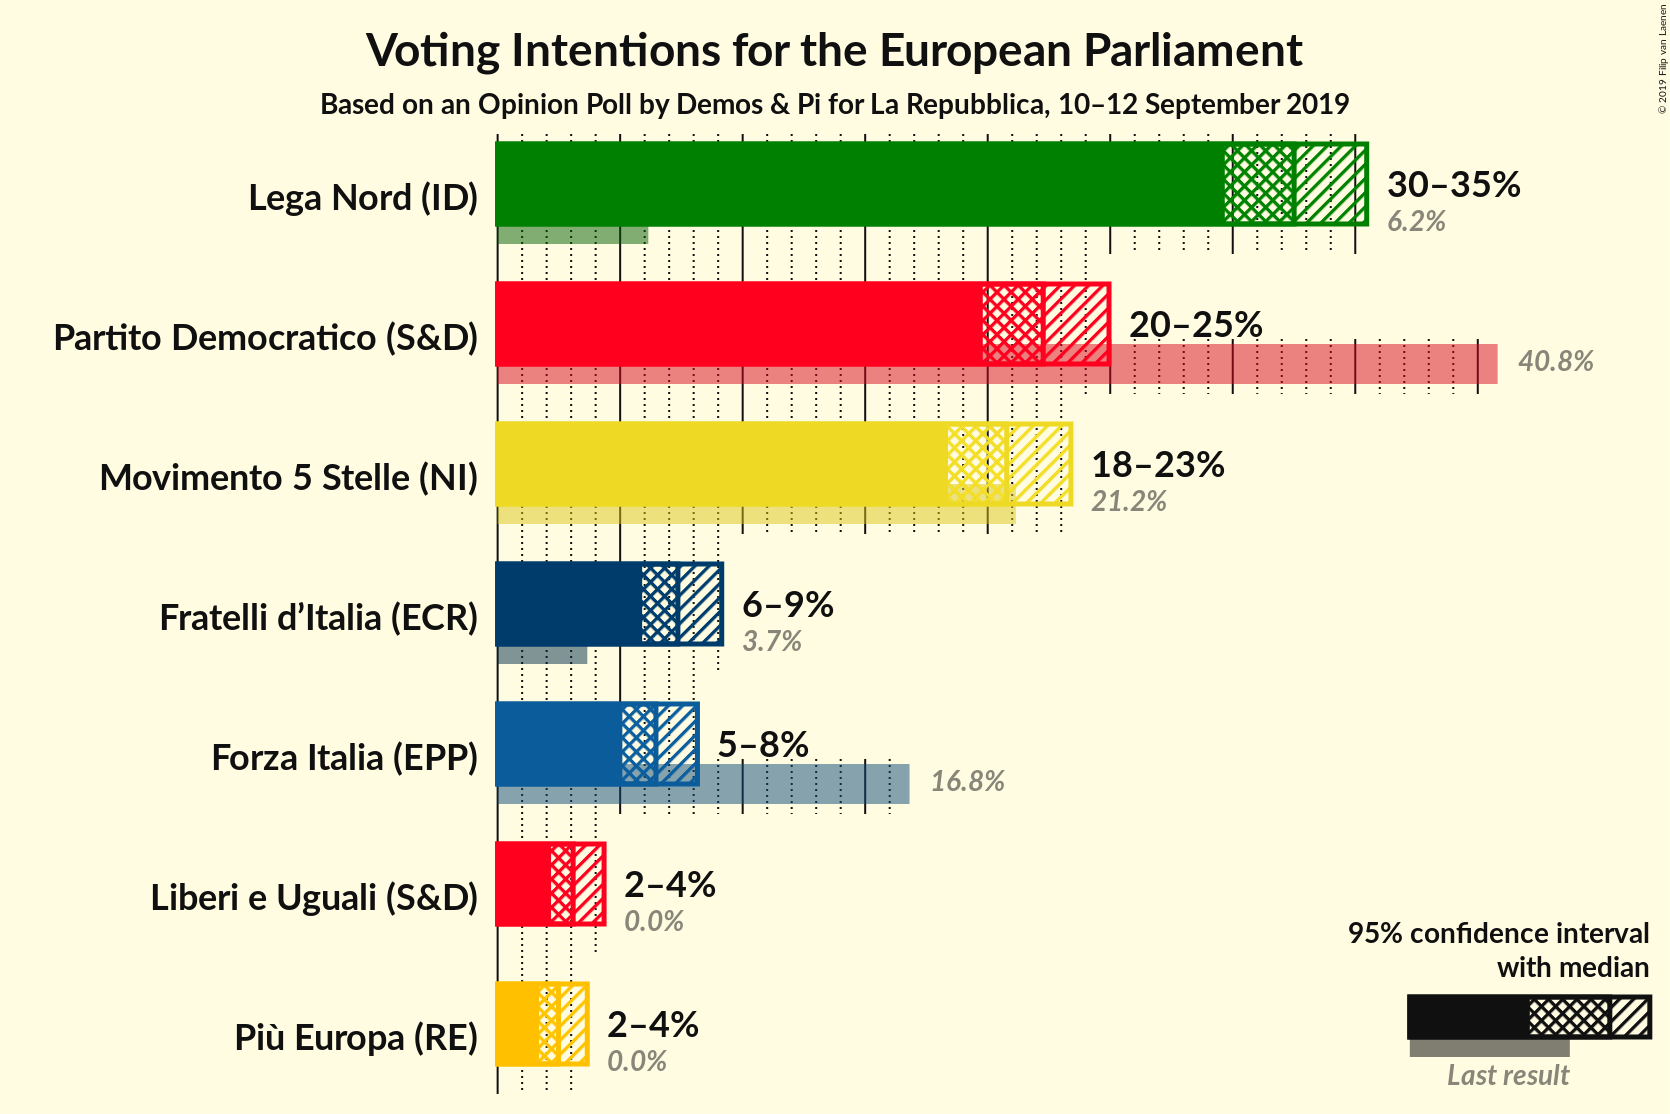 © 2019 Filip van Laenen
Voting Intentions for the European Parliament
Based on an Opinion Poll by Demos & Pi for La Repubblica, 10–12 September 2019
Lega Nord (ID)
30–35%
6.2%
Partito Democratico (S&D)
20–25%
40.8%
Movimento 5 Stelle (NI)
18–23%
21.2%
Fratelli d’Italia (ECR)
6–9%
3.7%
Forza Italia (EPP)
5–8%
16.8%
Liberi e Uguali (S&D)
2–4%
0.0%
Più Europa (RE)
2–4%
0.0%
95% confidence interval
with median
Last result